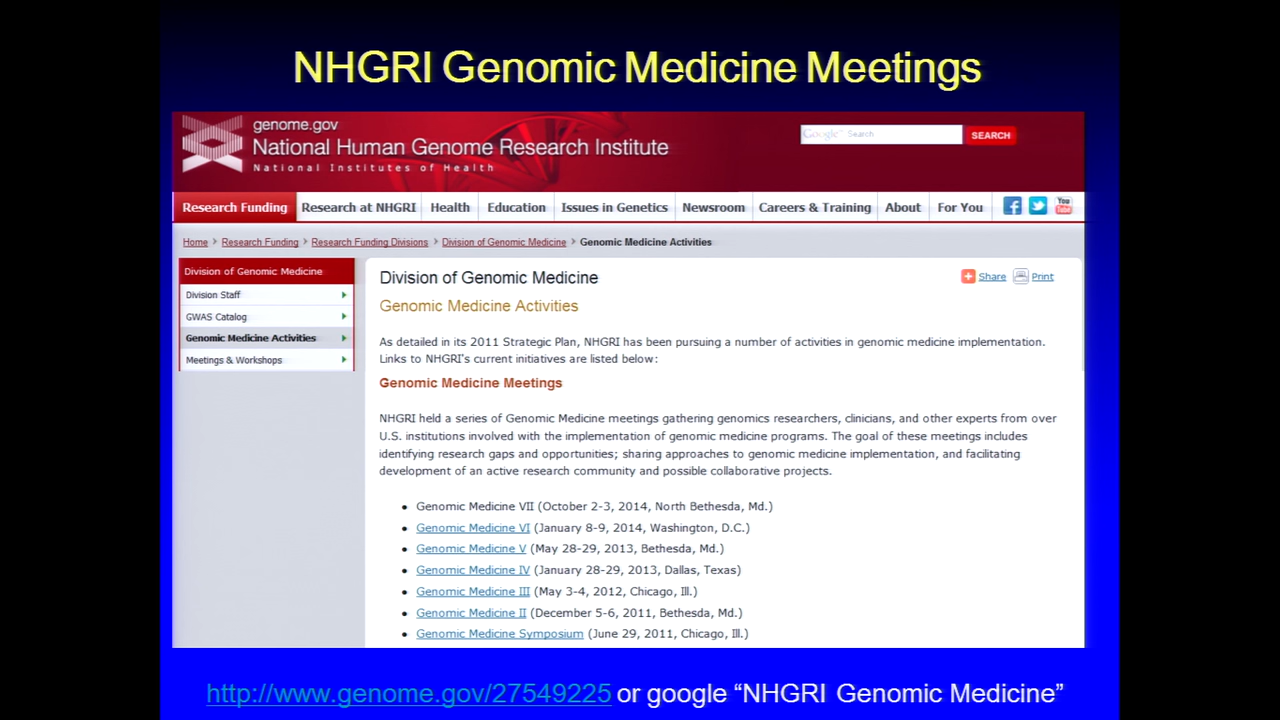 NHGRI Genomic Medicine Meetings
genome.gov
National Human Genome Research Institute
National Institutes of Health
Google™ Search
SEARCH
Research Funding
Research at NHGRI
Health
Education
Issues in Genetics
Newsroom
Careers & Training
About
For You
You Tube
Home > Research Funding > Research Funding Divisions > Division of Genomic Medicine > Genomic Medicine Activities
Division of Genomic Medicine
Division Staff
GWAS Catalog
Genomic Medicine Activities
Meetings & Workshops
Division of Genomic Medicine
Share
Print
Genomic Medicine Activities
As detailed in its 2011 Strategic Plan, NHGRI has been pursuing a number of activities in genomic medicine implementation.
Links to NHGRI's current initiatives are listed below:
Genomic Medicine Meetings
NHGRI held a series of Genomic Medicine meetings gathering genomics researchers, clinicians, and other experts from over
U.S. institutions involved with the implementation of genomic medicine programs. The goal of these meetings includes
identifying research gaps and opportunities; sharing approaches to genomic medicine implementation, and facilitating
development of an active research community and possible collaborative projects.
• Genomic Medicine VII (October 2-3, 2014, North Bethesda, Md.)
• Genomic Medicine VI (January 8-9, 2014, Washington, D.C.)
• Genomic Medicine V (May 28-29, 2013, Bethesda, Md.)
• Genomic Medicine IV (January 28-29, 2013, Dallas, Texas)
• Genomic Medicine III (May 3-4, 2012, Chicago, Ill.)
• Genomic Medicine II (December 5-6, 2011, Bethesda, Md.)
• Genomic Medicine Symposium (June 29, 2011, Chicago, Ill.)
http://www.genome.gov/27549225 or google “NHGRI Genomic Medicine”